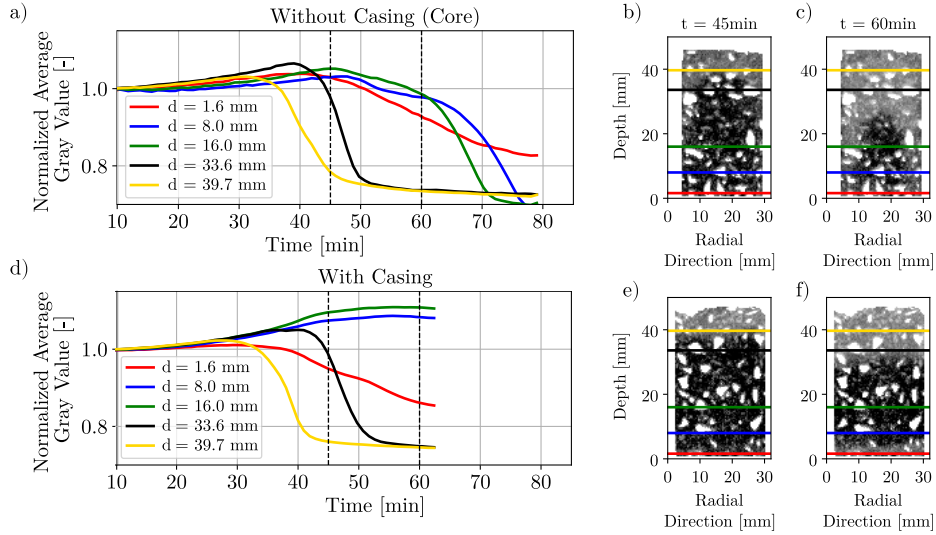 a)
Without Casing (Core)
Normalized Average
Gray Value [-]
1.0
0.8
d = 1.6 mm
d = 8.0 mm
d = 16.0 mm
d = 33.6 mm
d = 39.7 mm
10 20 30 40 50 60 70 80
Time [min]
b)
t = 45min
Depth [mm]
40
20
0
0 10 20 30
Radial
Direction [mm]
c)
t = 60min
40
20
0
0 10 20 30
Radial
Direction [mm]
d)
With Casing
Normalized Average
Gray Value [-]
1.0
0.8
d = 1.6 mm
d = 8.0 mm
d = 16.0 mm
d = 33.6 mm
d = 39.7 mm
10 20 30 40 50 60 70 80
Time [min]
e)
Depth [mm]
40
20
0
0 10 20 30
Radial
Direction [mm]
f)
40
20
0
0 10 20 30
Radial
Direction [mm]